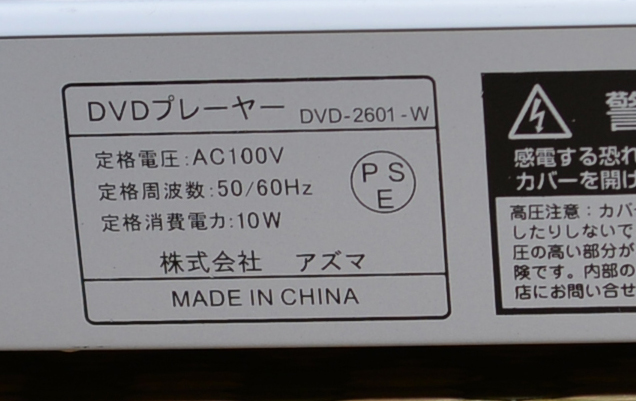 DVDプレーヤー DVD-2601-W
定格電圧:AC100V
定格周波数:50/60Hz
定格消費電力:10W
PS
E
株式会社 アズマ
MADE IN CHINA
警
感電する恐れ
カバーを開け
高圧注意:カバ
したりしないで
圧の高い部分が
険です。内部の
店にお問い合せ